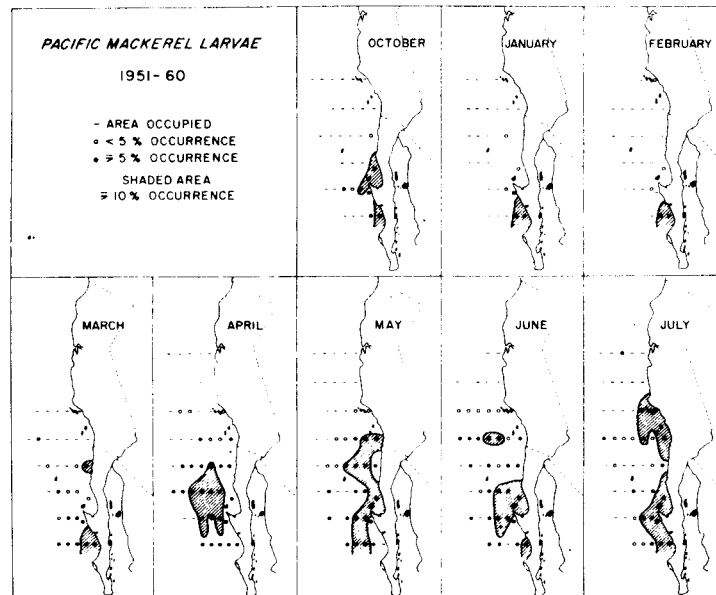 PACIFIC MACKEREL LARVAE
1951-60
- AREA OCCUPIED
o < 5 % OCCURRENCE
• ≥ 5 % OCCURRENCE
SHADED AREA
≥ 10 % OCCURRENCE
OCTOBER
JANUARY
FEBRUARY
MARCH
APRIL
MAY
JUNE
JULY